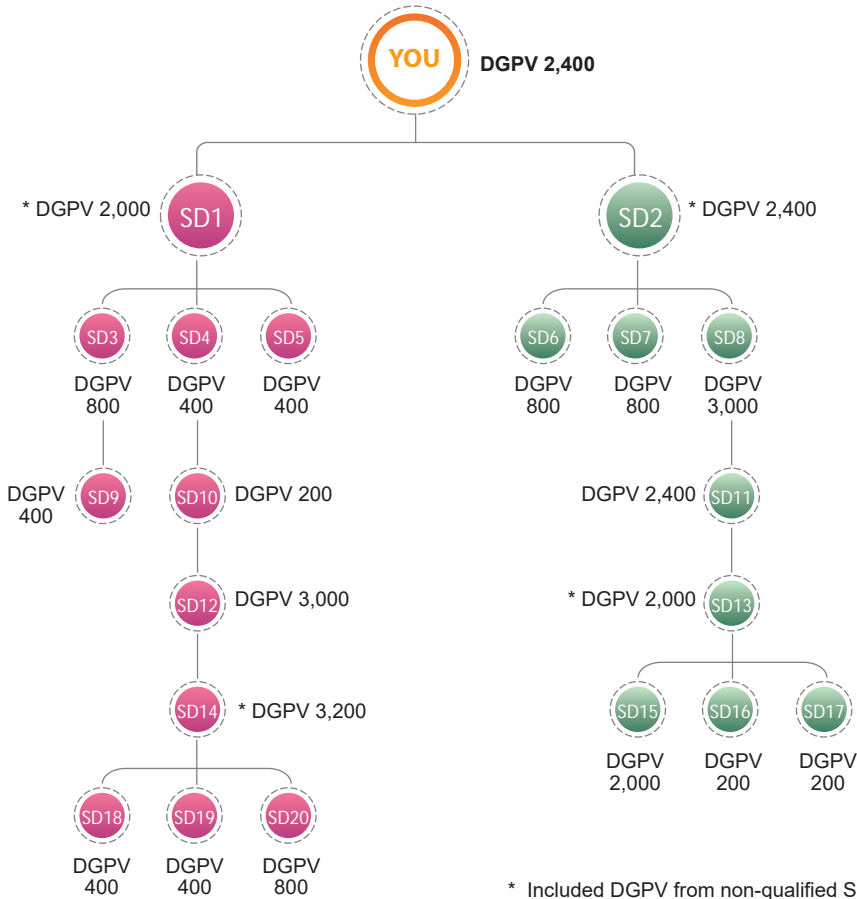 YOU
DGPV 2,400
* DGPV 2,000
SD1
SD2
* DGPV 2,400
SD3
SD4
SD5
SD6
SD7
SD8
DGPV
800
DGPV
400
DGPV
400
DGPV
800
DGPV
800
DGPV
3,000
DGPV
400
SD9
SD10
DGPV 200
DGPV 2,400
SD11
SD12
DGPV 3,000
* DGPV 2,000
SD13
SD14
* DGPV 3,200
SD15
SD16
SD17
DGPV
2,000
DGPV
200
DGPV
200
SD18
SD19
SD20
DGPV
400
DGPV
400
DGPV
800
* Included DGPV from non-qualified S